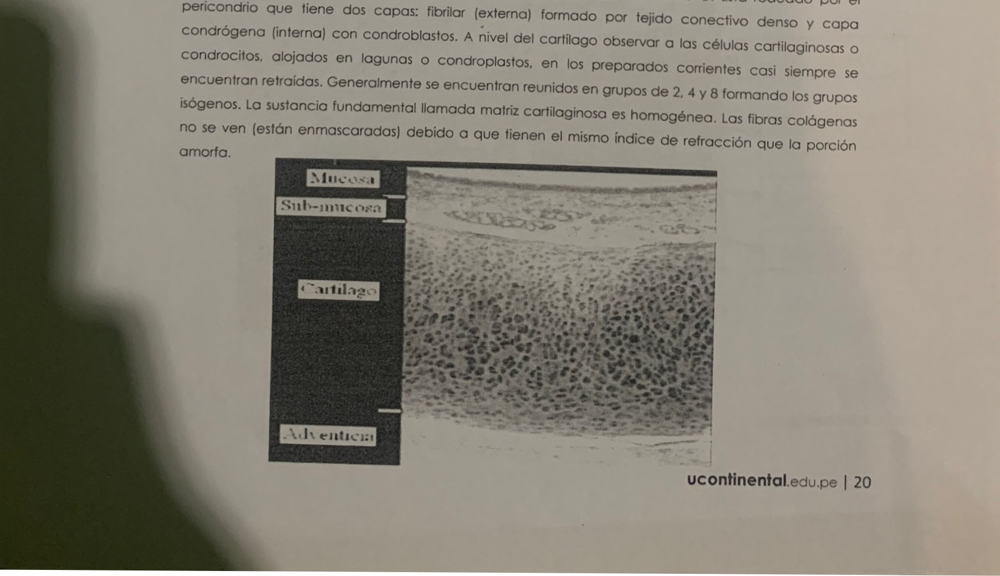 pericondrio que tiene dos capas: fibrilar (externa) formado por tejido conectivo denso y capa
condrógena (interna) con condroblastos. A nivel del cartílago observar a las células cartilaginosas o
condrocitos, alojados en lagunas o condroplastos, en los preparados corrientes casi siempre se
encuentran retraídas. Generalmente se encuentran reunidos en grupos de 2, 4 y 8 formando los grupos
isógenos. La sustancia fundamental llamada matriz cartilaginosa es homogénea. Las fibras colágenas
no se ven (están enmascaradas) debido a que tienen el mismo índice de refracción que la porción
amorfa.
Mucosa
Sub-mucosa
Cartilago
Adventicia
ucontinental.edu.pe | 20